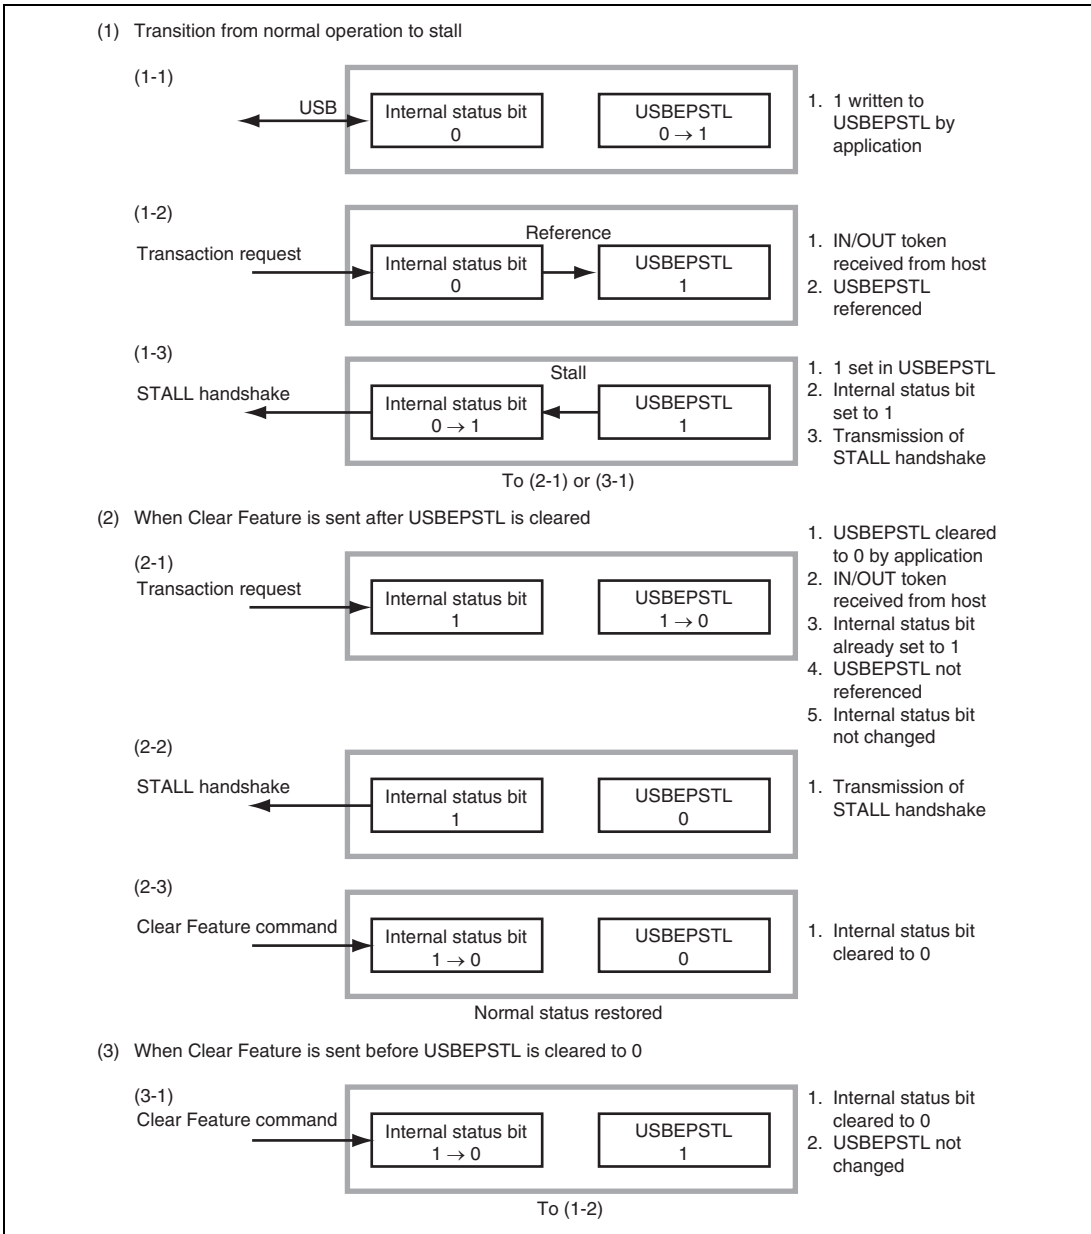 (1) Transition from normal operation to stall
(1-1)
USB
Internal status bit
0
USBEPSTL
0 → 1
1. 1 written to
USBEPSTL by
application
(1-2)
Transaction request
Reference
Internal status bit
0
USBEPSTL
1
1. IN/OUT token
received from host
2. USBEPSTL
referenced
(1-3)
STALL handshake
Stall
Internal status bit
0 → 1
USBEPSTL
1
1. 1 set in USBEPSTL
2. Internal status bit
set to 1
3. Transmission of
STALL handshake
To (2-1) or (3-1)
(2) When Clear Feature is sent after USBEPSTL is cleared
(2-1)
Transaction request
Internal status bit
1
USBEPSTL
1 → 0
1. USBEPSTL cleared
to 0 by application
2. IN/OUT token
received from host
3. Internal status bit
already set to 1
4. USBEPSTL not
referenced
5. Internal status bit
not changed
(2-2)
STALL handshake
Internal status bit
1
USBEPSTL
0
1. Transmission of
STALL handshake
(2-3)
Clear Feature command
Internal status bit
1 → 0
USBEPSTL
0
1. Internal status bit
cleared to 0
Normal status restored
(3) When Clear Feature is sent before USBEPSTL is cleared to 0
(3-1)
Clear Feature command
Internal status bit
1 → 0
USBEPSTL
1
1. Internal status bit
cleared to 0
2. USBEPSTL not
changed
To (1-2)